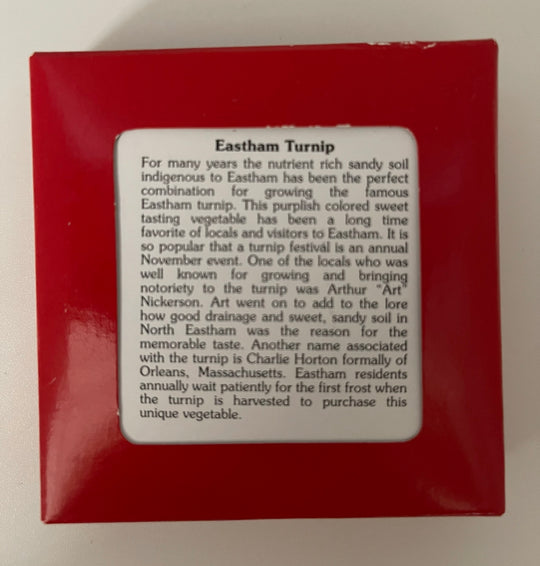 Eastham Turnip
For many years the nutrient rich sandy soil
indigenous to Eastham has been the perfect
combination for growing the famous
Eastham turnip. This purplish colored sweet
tasting vegetable has been a long time
favorite of locals and visitors to Eastham. It is
so popular that a turnip festival is an annual
November event. One of the locals who was
well known for growing and bringing
notoriety to the turnip was Arthur "Art"
Nickerson. Art went on to add to the lore
how good drainage and sweet, sandy soil in
North Eastham was the reason for the
memorable taste. Another name associated
with the turnip is Charlie Horton formally of
Orleans, Massachusetts. Eastham residents
annually wait patiently for the first frost when
the turnip is harvested to purchase this
unique vegetable.